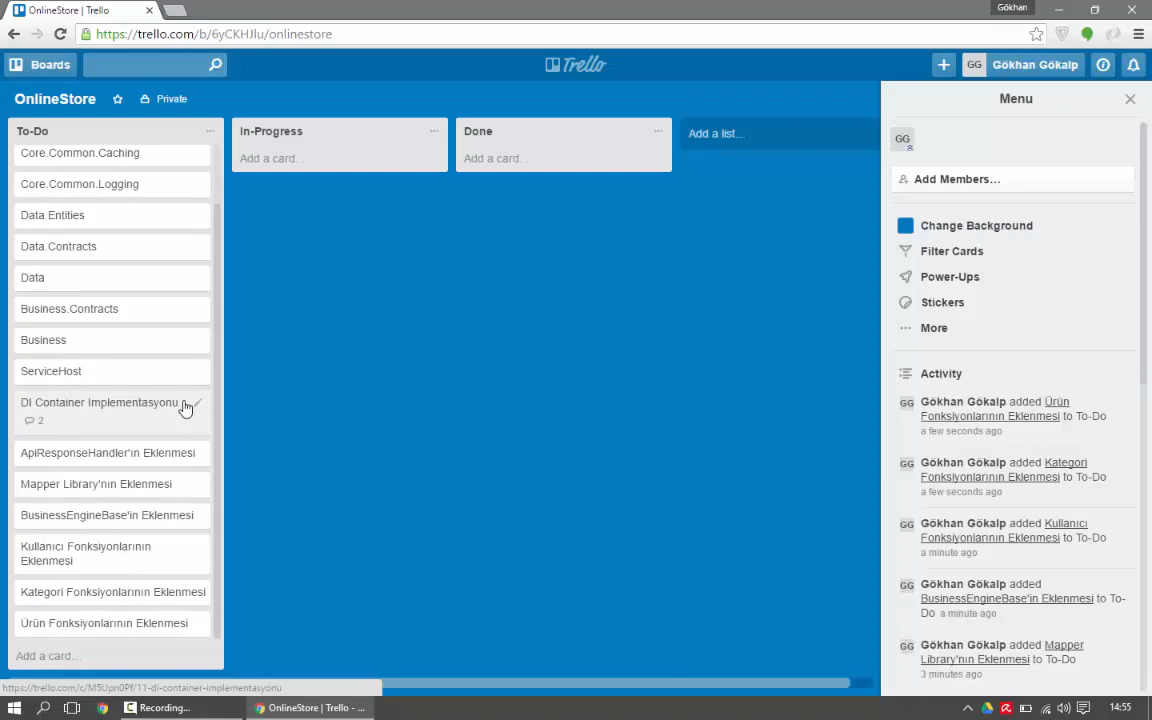 OnlineStore | Trello
Gökhan
https://trello.com/b/6yCKHJlu/onlinestore
Boards
Trello
GG Gökhan Gökalp
OnlineStore
Private
To-Do
Core.Common.Caching
Core.Common.Logging
Data.Entities
Data.Contracts
Data
Business.Contracts
Business
ServiceHost
DI Container Implementasyonu
2
ApiResponseHandler'ın Eklenmesi
Mapper Library'nın Eklenmesi
BusinessEngineBase'in Eklenmesi
Kullanıcı Fonksiyonlarının
Eklenmesi
Kategori Fonksiyonlarının Eklenmesi
Ürün Fonksiyonlarının Eklenmesi
Add a card...
In-Progress
Add a card...
Done
Add a card...
Add a list...
Menu
GG
Add Members...
Change Background
Filter Cards
Power-Ups
Stickers
More
Activity
GG Gökhan Gökalp added Ürün
Fonksiyonlarının Eklenmesi to To-Do
a few seconds ago
GG Gökhan Gökalp added Kategori
Fonksiyonlarının Eklenmesi to To-Do
a few seconds ago
GG Gökhan Gökalp added Kullanıcı
Fonksiyonlarının Eklenmesi to To-Do
a minute ago
GG Gökhan Gökalp added
BusinessEngineBase'in Eklenmesi to To-
Do a minute ago
GG Gökhan Gökalp added Mapper
Library'nın Eklenmesi to To-Do
3 minutes ago
https://trello.com/c/M5Upn0Pf/11-di-container-implementasyonu
Recording...
OnlineStore | Trello - ...
14:55